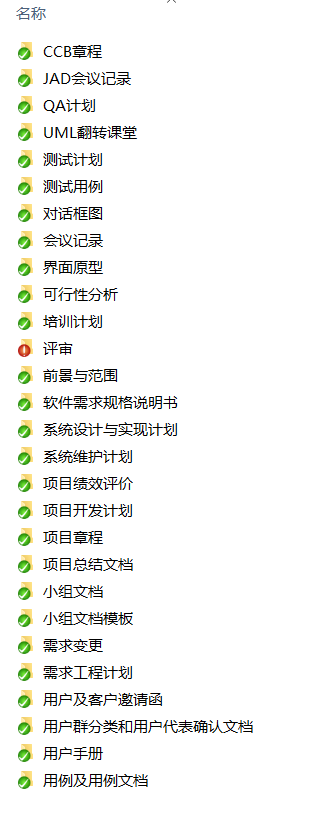 名称
CCB章程
JAD会议记录
QA计划
UML翻转课堂
测试计划
测试用例
对话框图
会议记录
界面原型
可行性分析
培训计划
评审
前景与范围
软件需求规格说明书
系统设计与实现计划
系统维护计划
项目绩效评价
项目开发计划
项目章程
项目总结文档
小组文档
小组文档模板
需求变更
需求工程计划
用户及客户邀请函
用户群分类和用户代表确认文档
用户手册
用例及用例文档